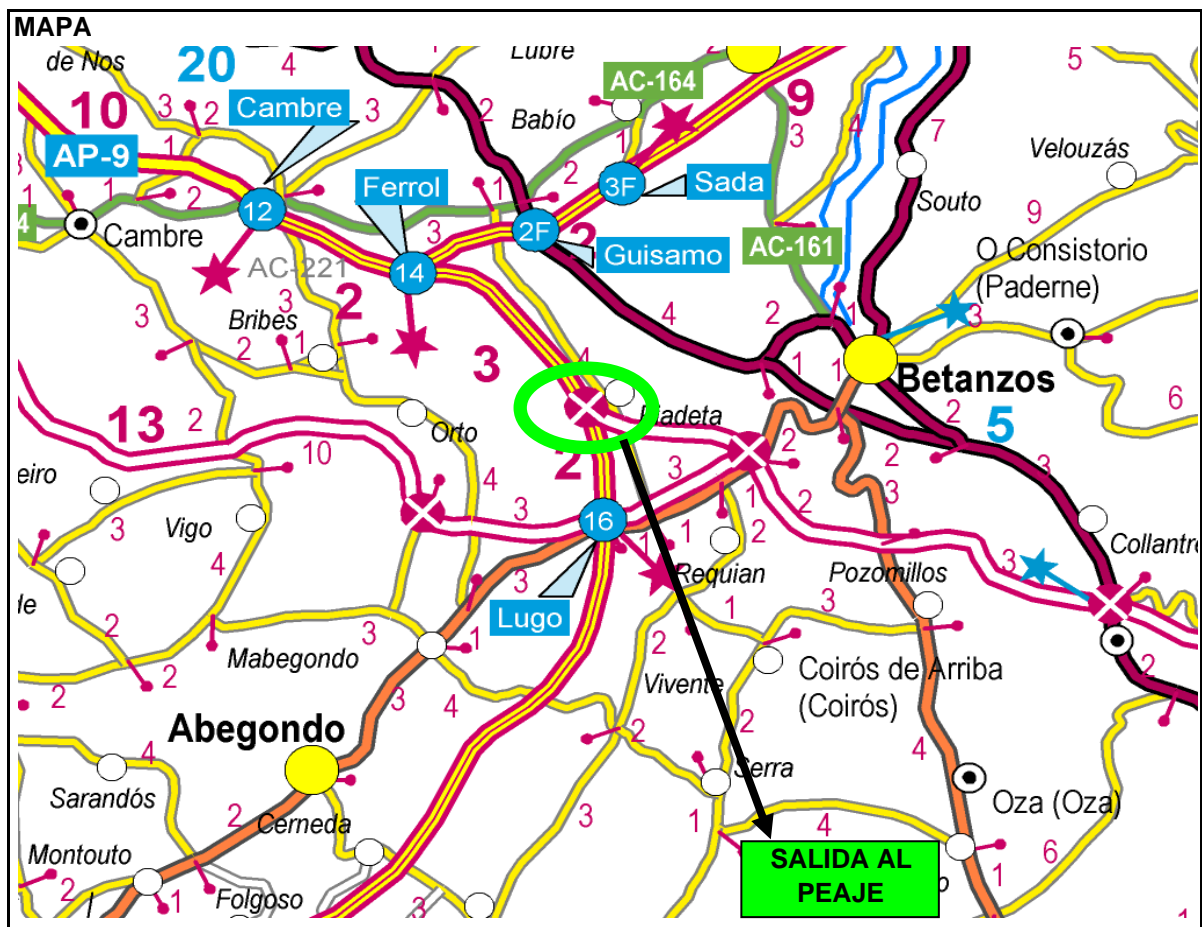 MAPA
de Nos
20
4
Lubre
2
5
10
3
2
Cambre
3
2
Babío
AC-164
9
3
4
7
Velouzás
AP-9
1
Ferrol
2
3F
Sada
Souto
9
1
2
12
3
2F
Guisamo
AC-161
O Consistorio
(Paderne)
4
Cambre
AC-221
14
3
2
3
Bribes
2
1
3
4
2
1
1
1
3
Betanzos
6
4
Piadeta
2
5
13
2
10
Orto
4
2
3
2
2
3
3
eiro
3
Vigo
4
3
16
1
1
2
Requian
Pozomillos
3
Collantre
de
2
2
2
2
Mabegondo
3
1
Lugo
1
3
2
Vivente
Coirós de Arriba
(Coirós)
2
3
4
2
4
Abegondo
4
Sarandós
2
Cerneda
3
Serra
1
4
Oza (Oza)
6
SALIDA AL
PEAJE
o
Montouto
2
1
Folgoso
3
1
1